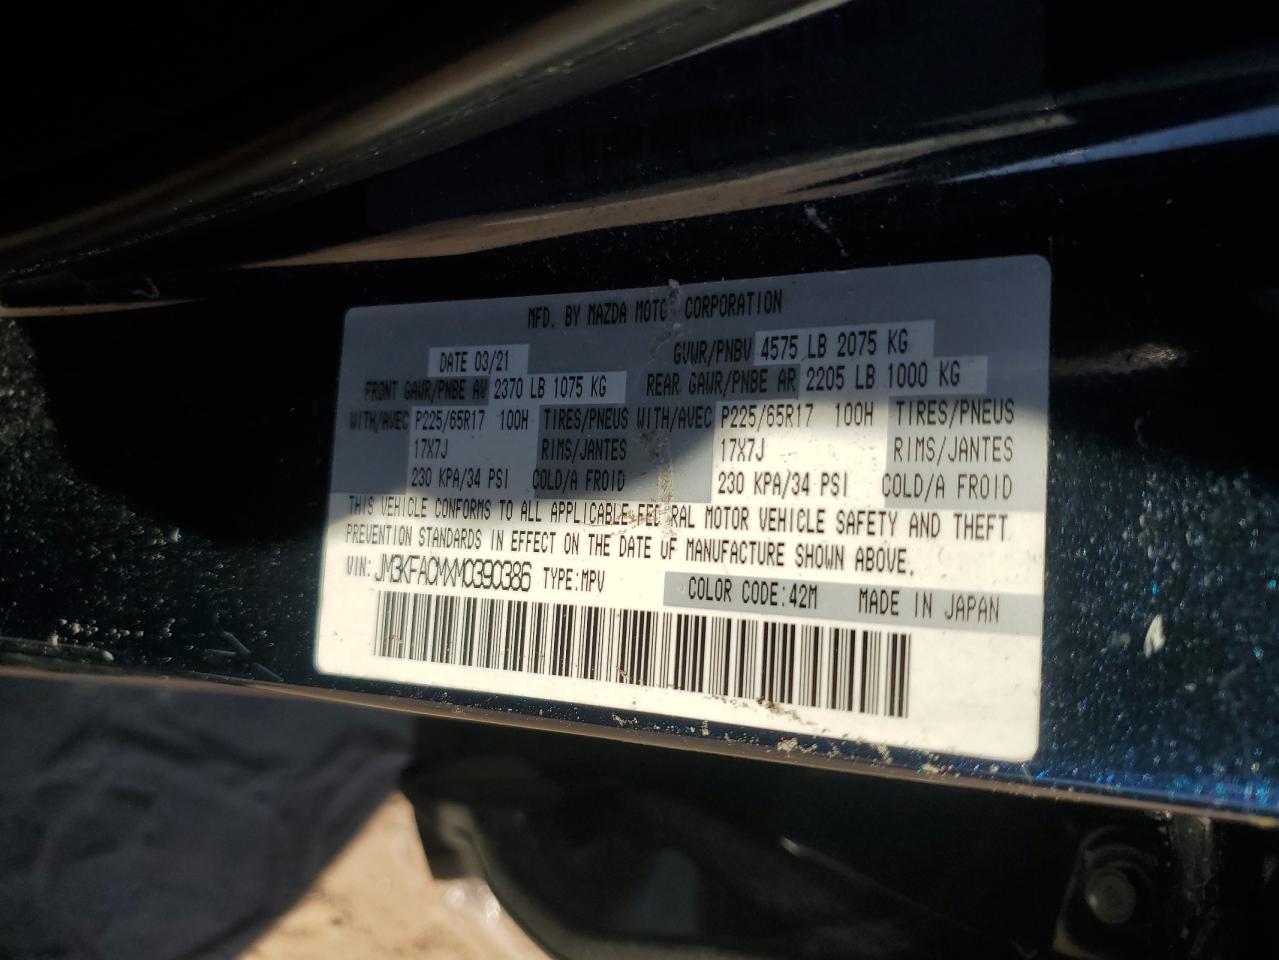 MFD. BY MAZDA MOTOR CORPORATION
DATE 03/21 GVWR/PNBV 4575 LB 2075 KG
FRONT GAWR/PNBE AV 2370 LB 1075 KG REAR GAWR/PNBE AR 2205 LB 1000 KG
WITH/AVEC P225/65R17 100H TIRES/PNEUS WITH/AVEC P225/65R17 100H TIRES/PNEUS
17X7J RIMS/JANTES 17X7J RIMS/JANTES
230 KPA/34 PSI COLD/A FROID 230 KPA/34 PSI COLD/A FROID
THIS VEHICLE CONFORMS TO ALL APPLICABLE FEDERAL MOTOR VEHICLE SAFETY AND THEFT
PREVENTION STANDARDS IN EFFECT ON THE DATE OF MANUFACTURE SHOWN ABOVE.
VIN: JM3KFACMXM0390386 TYPE:MPV COLOR CODE:42M MADE IN JAPAN